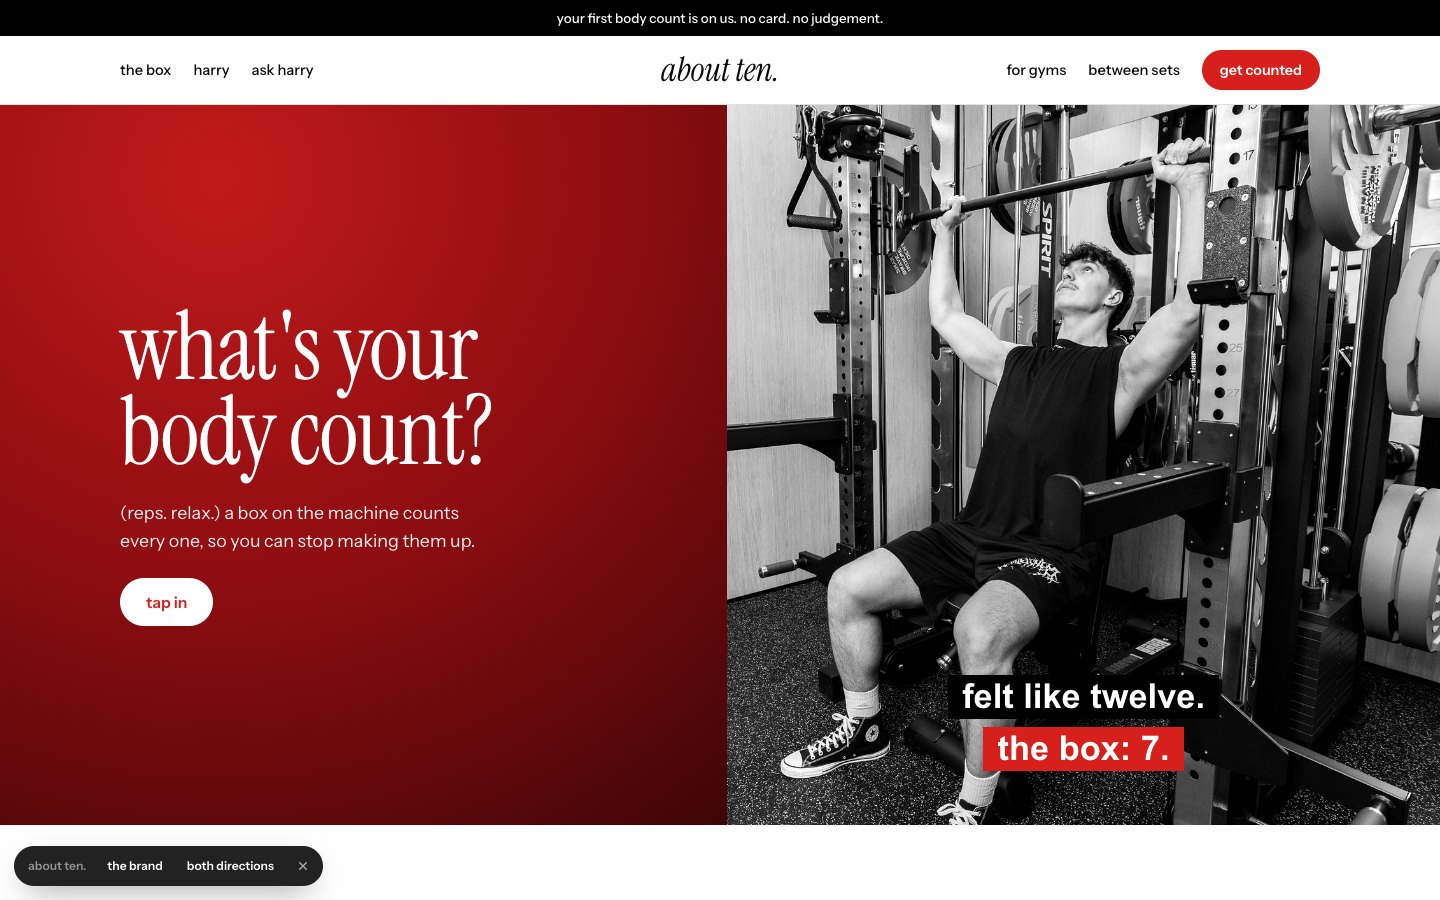 your first body count is on us. no card. no judgement.
the box harry ask harry about ten. for gyms between sets get counted
what's your
body count?
(reps. relax.) a box on the machine counts
every one, so you can stop making them up.
tap in
SPIRIT
17
25
27
felt like twelve.
the box: 7.
about ten. the brand both directions ×